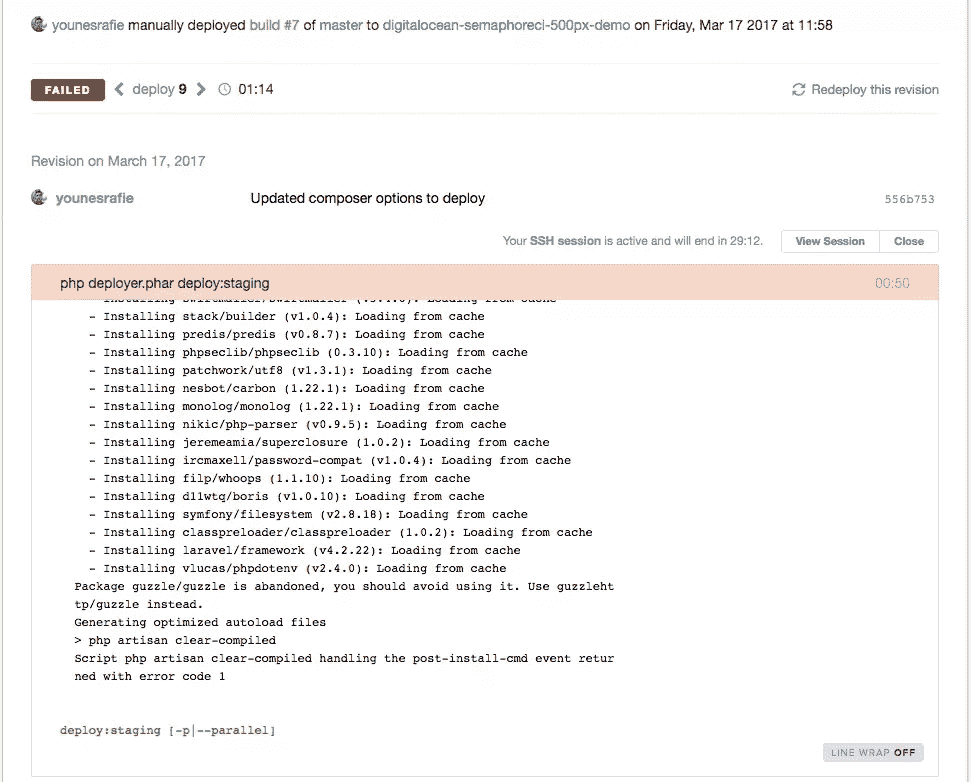 younesrafie manually deployed build #7 of master to digitalocean-semaphoreci-500px-demo on Friday, Mar 17 2017 at 11:58
FAILED deploy 9 01:14 Redeploy this revision
Revision on March 17, 2017
younesrafie Updated composer options to deploy 556b753
Your SSH session is active and will end in 29:12. View Session Close
php deployer.phar deploy:staging 00:50
- Installing stack/builder (v1.0.4): Loading from cache
- Installing predis/predis (v0.8.7): Loading from cache
- Installing phpseclib/phpseclib (0.3.10): Loading from cache
- Installing patchwork/utf8 (v1.3.1): Loading from cache
- Installing nesbot/carbon (1.22.1): Loading from cache
- Installing monolog/monolog (1.22.1): Loading from cache
- Installing nikic/php-parser (v0.9.5): Loading from cache
- Installing jeremeamia/superclosure (1.0.2): Loading from cache
- Installing ircmaxell/password-compat (v1.0.4): Loading from cache
- Installing filp/whoops (1.1.10): Loading from cache
- Installing d11wtq/boris (v1.0.10): Loading from cache
- Installing symfony/filesystem (v2.8.18): Loading from cache
- Installing classpreloader/classpreloader (1.0.2): Loading from cache
- Installing laravel/framework (v4.2.22): Loading from cache
- Installing vlucas/phpdotenv (v2.4.0): Loading from cache
Package guzzle/guzzle is abandoned, you should avoid using it. Use guzzleht
tp/guzzle instead.
Generating optimized autoload files
> php artisan clear-compiled
Script php artisan clear-compiled handling the post-install-cmd event retur
ned with error code 1
deploy:staging [-p|--parallel]
LINE WRAP OFF